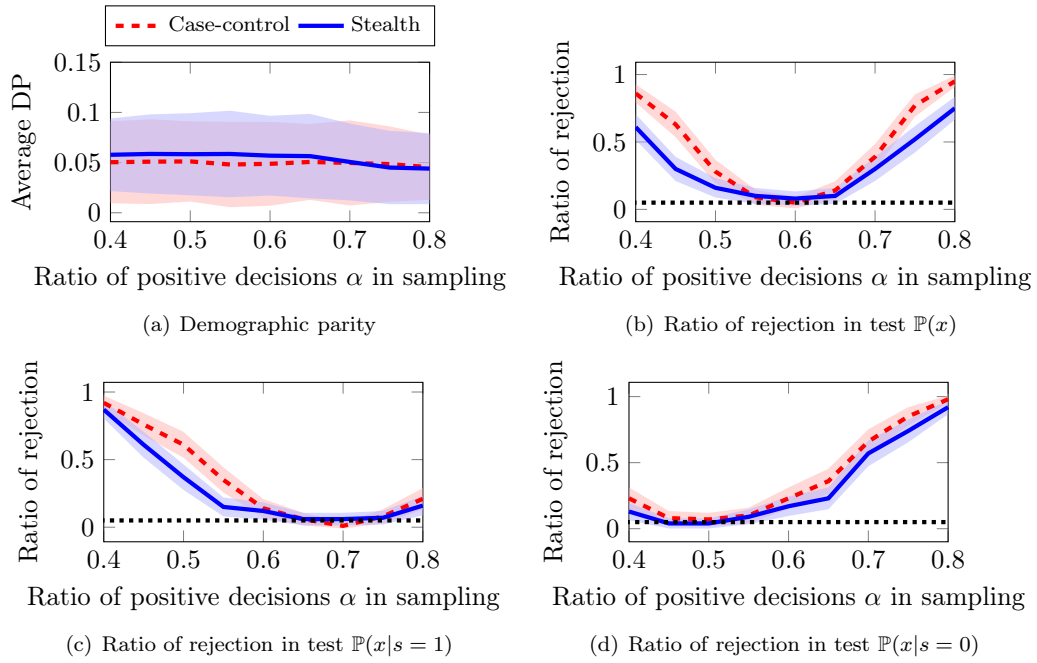 Case-control Stealth
0.15
0.1
0.05
0
Average DP
0.4 0.5 0.6 0.7 0.8
Ratio of positive decisions α in sampling
(a) Demographic parity
1
0.5
0
Ratio of rejection
0.4 0.5 0.6 0.7 0.8
Ratio of positive decisions α in sampling
(b) Ratio of rejection in test ℙ(x)
1
0.5
0
Ratio of rejection
0.4 0.5 0.6 0.7 0.8
Ratio of positive decisions α in sampling
(c) Ratio of rejection in test ℙ(x|s = 1)
1
0.5
0
Ratio of rejection
0.4 0.5 0.6 0.7 0.8
Ratio of positive decisions α in sampling
(d) Ratio of rejection in test ℙ(x|s = 0)